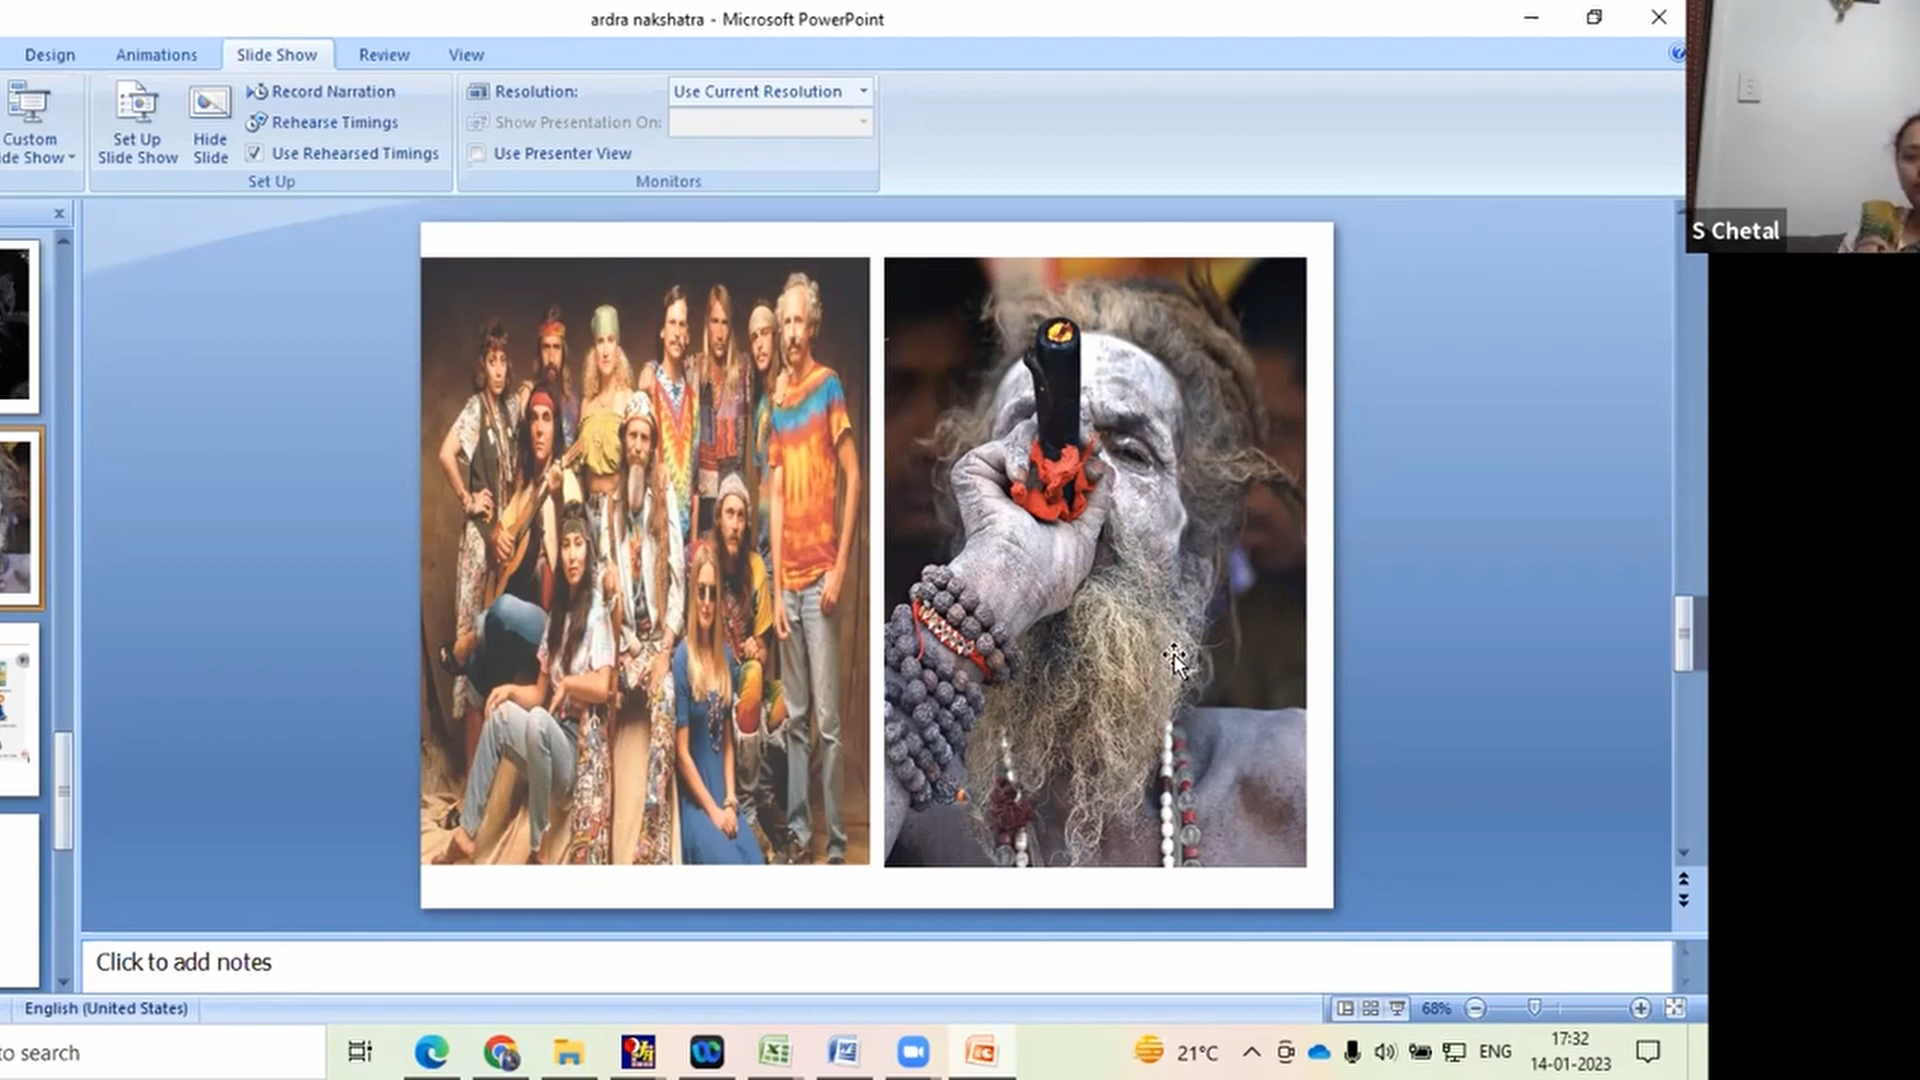 ardra nakshatra - Microsoft PowerPoint
Design Animations Slide Show Review View
Custom
de Show
Set Up
Slide Show
Hide
Slide
Record Narration
Rehearse Timings
Use Rehearsed Timings
Set Up
Resolution: Use Current Resolution
Show Presentation On:
Use Presenter View
Monitors
S Chetal
Click to add notes
English (United States)
68%
to search
21°C
ENG
17:32
14-01-2023